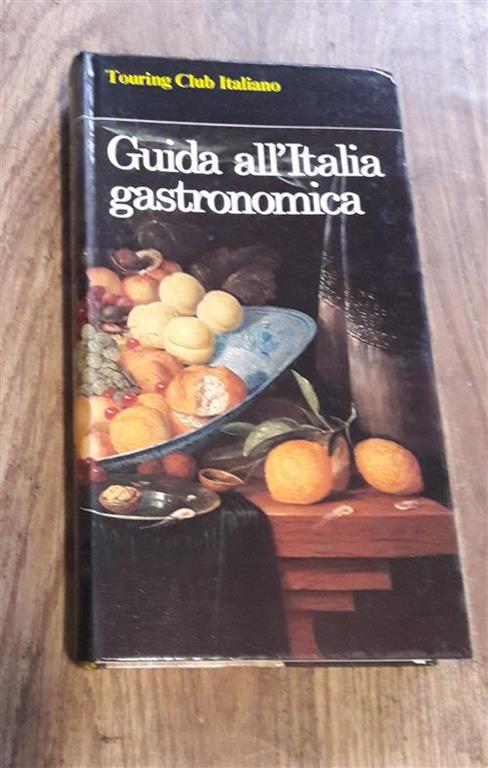 Touring Club Italiano
Guida all'Italia
gastronomica